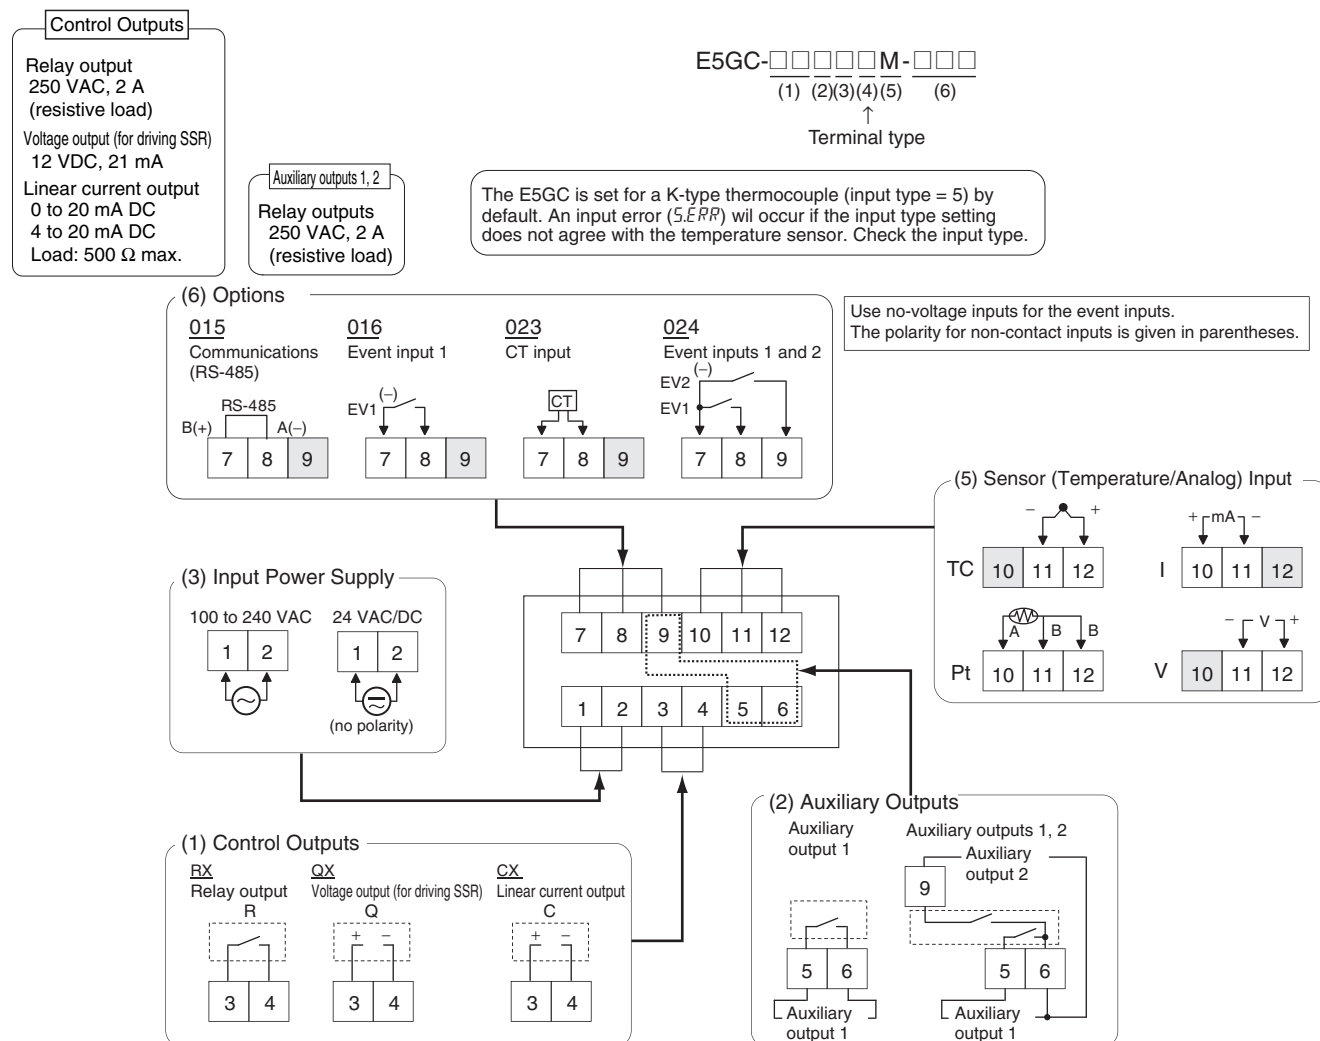 Control Outputs
Relay output
250 VAC, 2 A
(resistive load)
Voltage output (for driving SSR)
12 VDC, 21 mA
Linear current output
0 to 20 mA DC
4 to 20 mA DC
Load: 500 Ω max.
Auxiliary outputs 1, 2
Relay outputs
250 VAC, 2 A
(resistive load)
E5GC-□□□□□M-□□□
(1) (2)(3)(4)(5) (6)
↑
Terminal type
The E5GC is set for a K-type thermocouple (input type = 5) by
default. An input error (S.ERR) wil occur if the input type setting
does not agree with the temperature sensor. Check the input type.
(6) Options
015
Communications
(RS-485)
RS-485
B(+) A(−)
7 8 9
016
Event input 1
(−)
EV1
7 8 9
023
CT input
CT
7 8 9
024
Event inputs 1 and 2
(−)
EV2
EV1
7 8 9
Use no-voltage inputs for the event inputs.
The polarity for non-contact inputs is given in parentheses.
(5) Sensor (Temperature/Analog) Input
− +
TC 10 11 12
+ mA −
I 10 11 12
A B B
Pt 10 11 12
− V +
V 10 11 12
(3) Input Power Supply
100 to 240 VAC
1 2
24 VAC/DC
1 2
(no polarity)
7 8 9 10 11 12
1 2 3 4 5 6
(1) Control Outputs
RX
Relay output
R
3 4
QX
Voltage output (for driving SSR)
Q
+ −
3 4
CX
Linear current output
C
+ −
3 4
(2) Auxiliary Outputs
Auxiliary
output 1
5 6
Auxiliary
output 1
Auxiliary outputs 1, 2
Auxiliary
output 2
9
5 6
Auxiliary
output 1